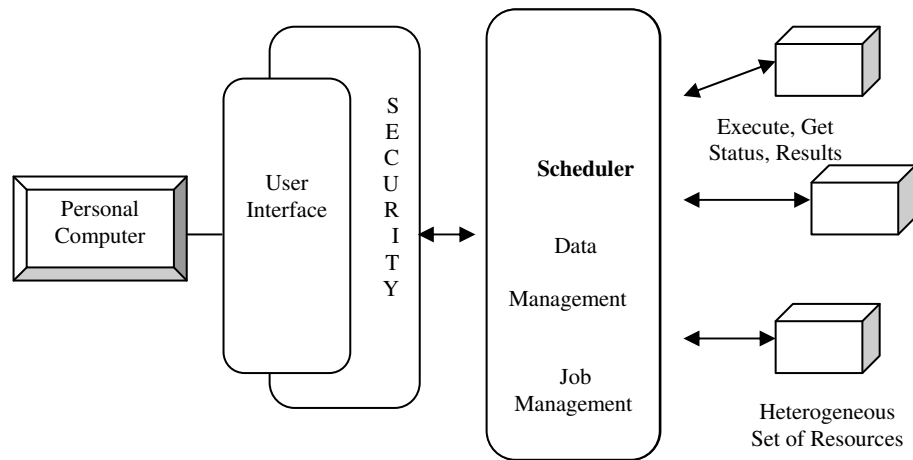 Personal
Computer
User
Interface
S
E
C
U
R
I
T
Y
Scheduler
Data
Management
Job
Management
Execute, Get
Status, Results
Heterogeneous
Set of Resources